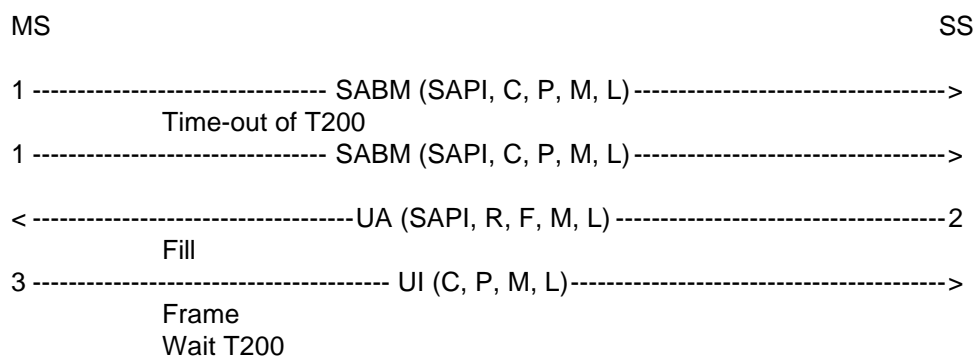 MS SS
1 --------------------------------- SABM (SAPI, C, P, M, L)----------------------------------->
Time-out of T200
1 --------------------------------- SABM (SAPI, C, P, M, L)----------------------------------->
< ------------------------------------UA (SAPI, R, F, M, L) -------------------------------------2
Fill
3 ---------------------------------------- UI (C, P, M, L)------------------------------------------>
Frame
Wait T200